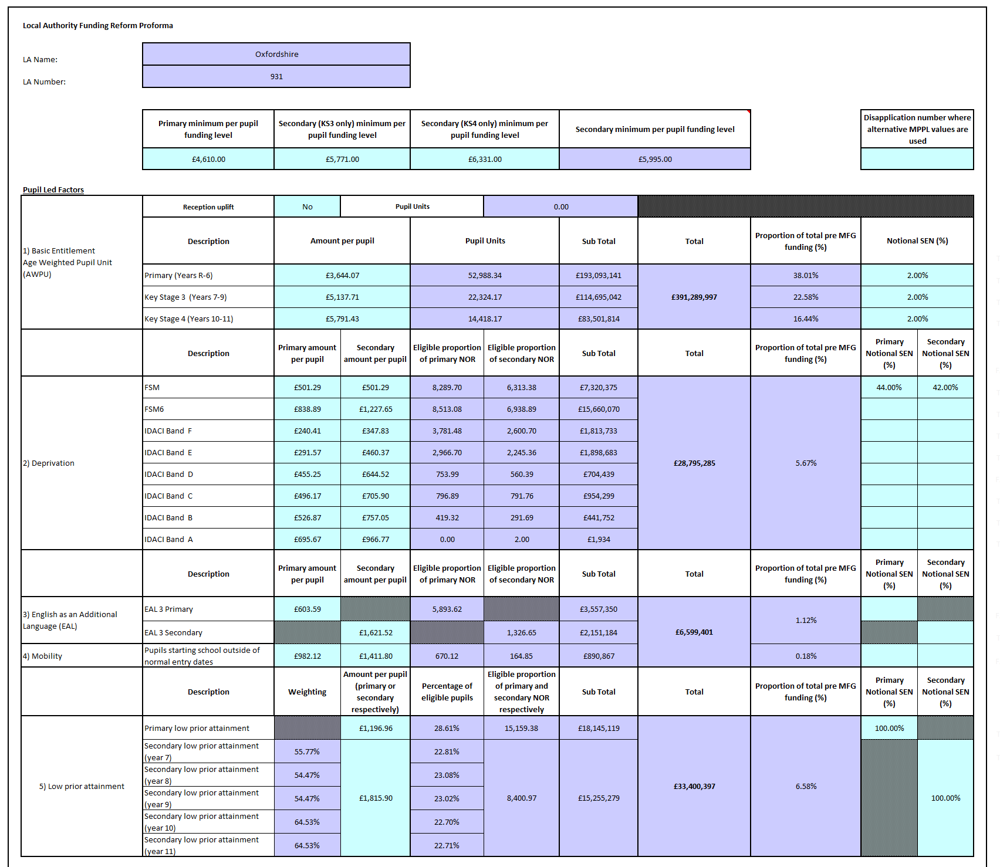 Local Authority Funding Reform Proforma
LA Name:
Oxfordshire
LA Number:
931
Primary minimum per pupil funding level
Secondary (KS3 only) minimum per pupil funding level
Secondary (KS4 only) minimum per pupil funding level
Secondary minimum per pupil funding level
Disapplication number where alternative MPPL values are used
£4,610.00 £5,771.00 £6,331.00 £5,995.00
Pupil Led Factors
1) Basic Entitlement
Age Weighted Pupil Unit
(AWPU)
Reception uplift No Pupil Units 0.00
Description Amount per pupil Pupil Units Sub Total Total Proportion of total pre MFG funding (%) Notional SEN (%)
Primary (Years R-6) £3,644.07 52,988.34 £193,093,141 38.01% 2.00%
Key Stage 3 (Years 7-9) £5,137.71 22,324.17 £114,695,042 £391,289,997 22.58% 2.00%
Key Stage 4 (Years 10-11) £5,791.43 14,418.17 £83,501,814 16.44% 2.00%
Description Primary amount per pupil Secondary amount per pupil Eligible proportion of primary NOR Eligible proportion of secondary NOR Sub Total Total Proportion of total pre MFG funding (%) Primary Notional SEN (%) Secondary Notional SEN (%)
2) Deprivation
FSM £501.29 £501.29 8,289.70 6,313.38 £7,320,375 44.00% 42.00%
FSM6 £838.89 £1,227.65 8,513.08 6,938.89 £15,660,070
IDACI Band F £240.41 £347.83 3,781.48 2,600.70 £1,813,733
IDACI Band E £291.57 £460.37 2,966.70 2,245.36 £1,898,683
£28,795,285 5.67%
IDACI Band D £455.25 £644.52 753.99 560.39 £704,439
IDACI Band C £496.17 £705.90 796.89 791.76 £954,299
IDACI Band B £526.87 £757.05 419.32 291.69 £441,752
IDACI Band A £695.67 £966.77 0.00 2.00 £1,934
Description Primary amount per pupil Secondary amount per pupil Eligible proportion of primary NOR Eligible proportion of secondary NOR Sub Total Total Proportion of total pre MFG funding (%) Primary Notional SEN (%) Secondary Notional SEN (%)
3) English as an Additional
Language (EAL)
EAL 3 Primary £603.59 5,893.62 £3,557,350
1.12%
EAL 3 Secondary £1,621.52 1,326.65 £2,151,184 £6,599,401
4) Mobility Pupils starting school outside of normal entry dates £982.12 £1,411.80 670.12 164.85 £890,867 0.18%
Description Weighting Amount per pupil (primary or secondary respectively) Percentage of eligible pupils Eligible proportion of primary and secondary NOR respectively Sub Total Total Proportion of total pre MFG funding (%) Primary Notional SEN (%) Secondary Notional SEN (%)
5) Low prior attainment
Primary low prior attainment £1,196.96 28.61% 15,159.38 £18,145,119 100.00%
Secondary low prior attainment (year 7) 55.77% 22.81%
Secondary low prior attainment (year 8) 54.47% 23.08%
£33,400,397 6.58%
Secondary low prior attainment (year 9) 54.47% £1,815.90 23.02% 8,400.97 £15,255,279 100.00%
Secondary low prior attainment (year 10) 64.53% 22.70%
Secondary low prior attainment (year 11) 64.53% 22.71%